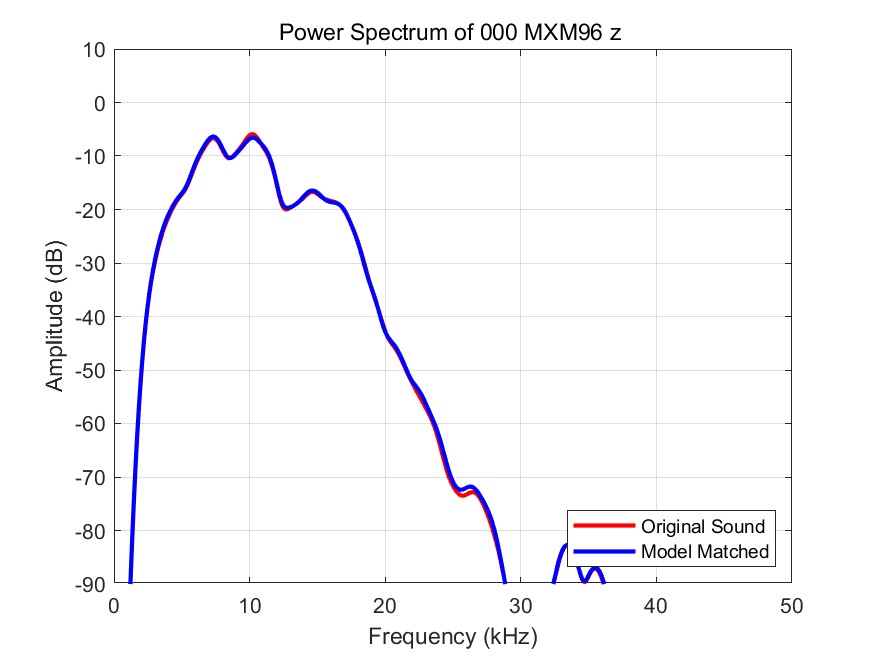 Power Spectrum of 000 MXM96 z
10
0
-10
-20
-30
-40
-50
-60
-70
-80
-90
Amplitude (dB)
Original Sound
Model Matched
0 10 20 30 40 50
Frequency (kHz)